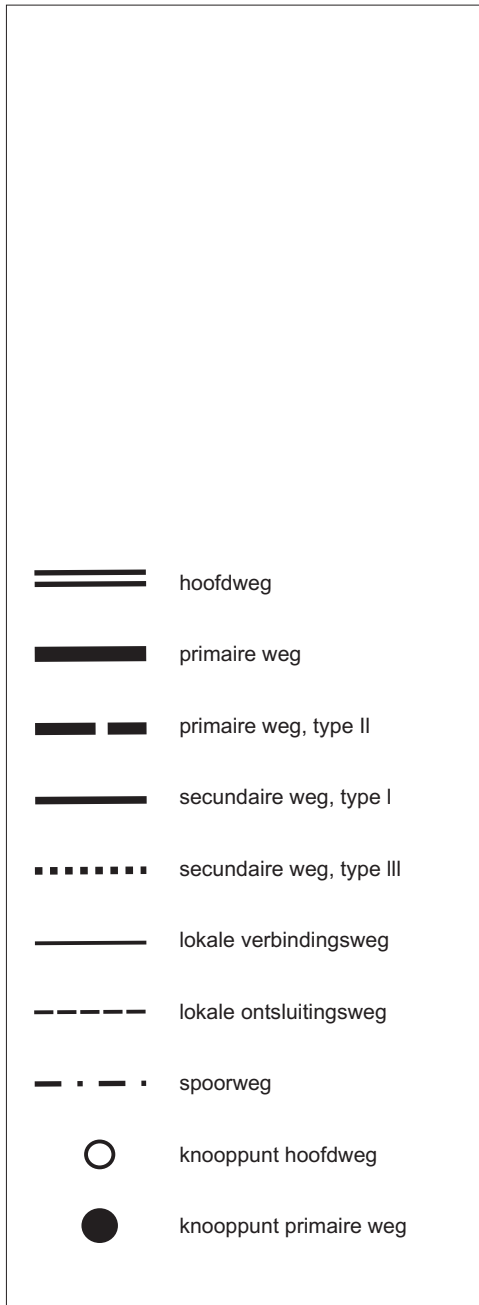 hoofdweg
primaire weg
primaire weg, type II
secundaire weg, type I
secundaire weg, type III
lokale verbindingsweg
lokale ontsluitingsweg
spoorweg
knooppunt hoofdweg
knooppunt primaire weg